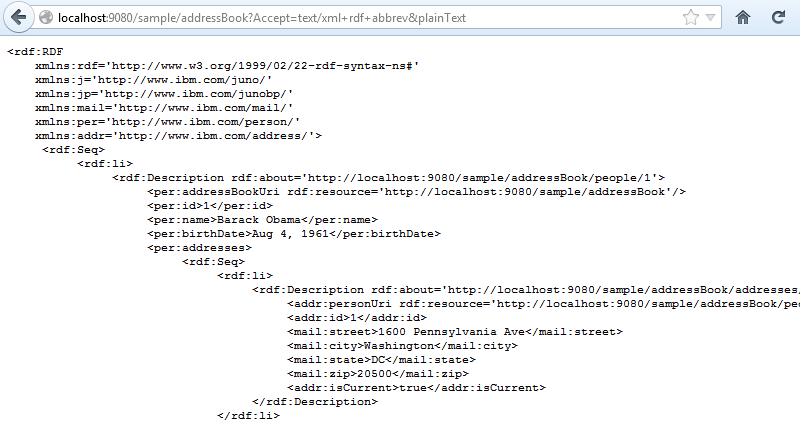 localhost:9080/sample/addressBook?Accept=text/xml+rdf+abbrev&plainText
<rdf:RDF
xmlns:rdf='http://www.w3.org/1999/02/22-rdf-syntax-ns#'
xmlns:j='http://www.ibm.com/juno/'
xmlns:jp='http://www.ibm.com/junobp/'
xmlns:mail='http://www.ibm.com/mail/'
xmlns:per='http://www.ibm.com/person/'
xmlns:addr='http://www.ibm.com/address/'>
<rdf:Seq>
<rdf:li>
<rdf:Description rdf:about='http://localhost:9080/sample/addressBook/people/1'>
<per:addressBookUri rdf:resource='http://localhost:9080/sample/addressBook'/>
<per:id>1</per:id>
<per:name>Barack Obama</per:name>
<per:birthDate>Aug 4, 1961</per:birthDate>
<per:addresses>
<rdf:Seq>
<rdf:li>
<rdf:Description rdf:about='http://localhost:9080/sample/addressBook/addresses/
<addr:personUri rdf:resource='http://localhost:9080/sample/addressBook/peo
<addr:id>1</addr:id>
<mail:street>1600 Pennsylvania Ave</mail:street>
<mail:city>Washington</mail:city>
<mail:state>DC</mail:state>
<mail:zip>20500</mail:zip>
<addr:isCurrent>true</addr:isCurrent>
</rdf:Description>
</rdf:li>